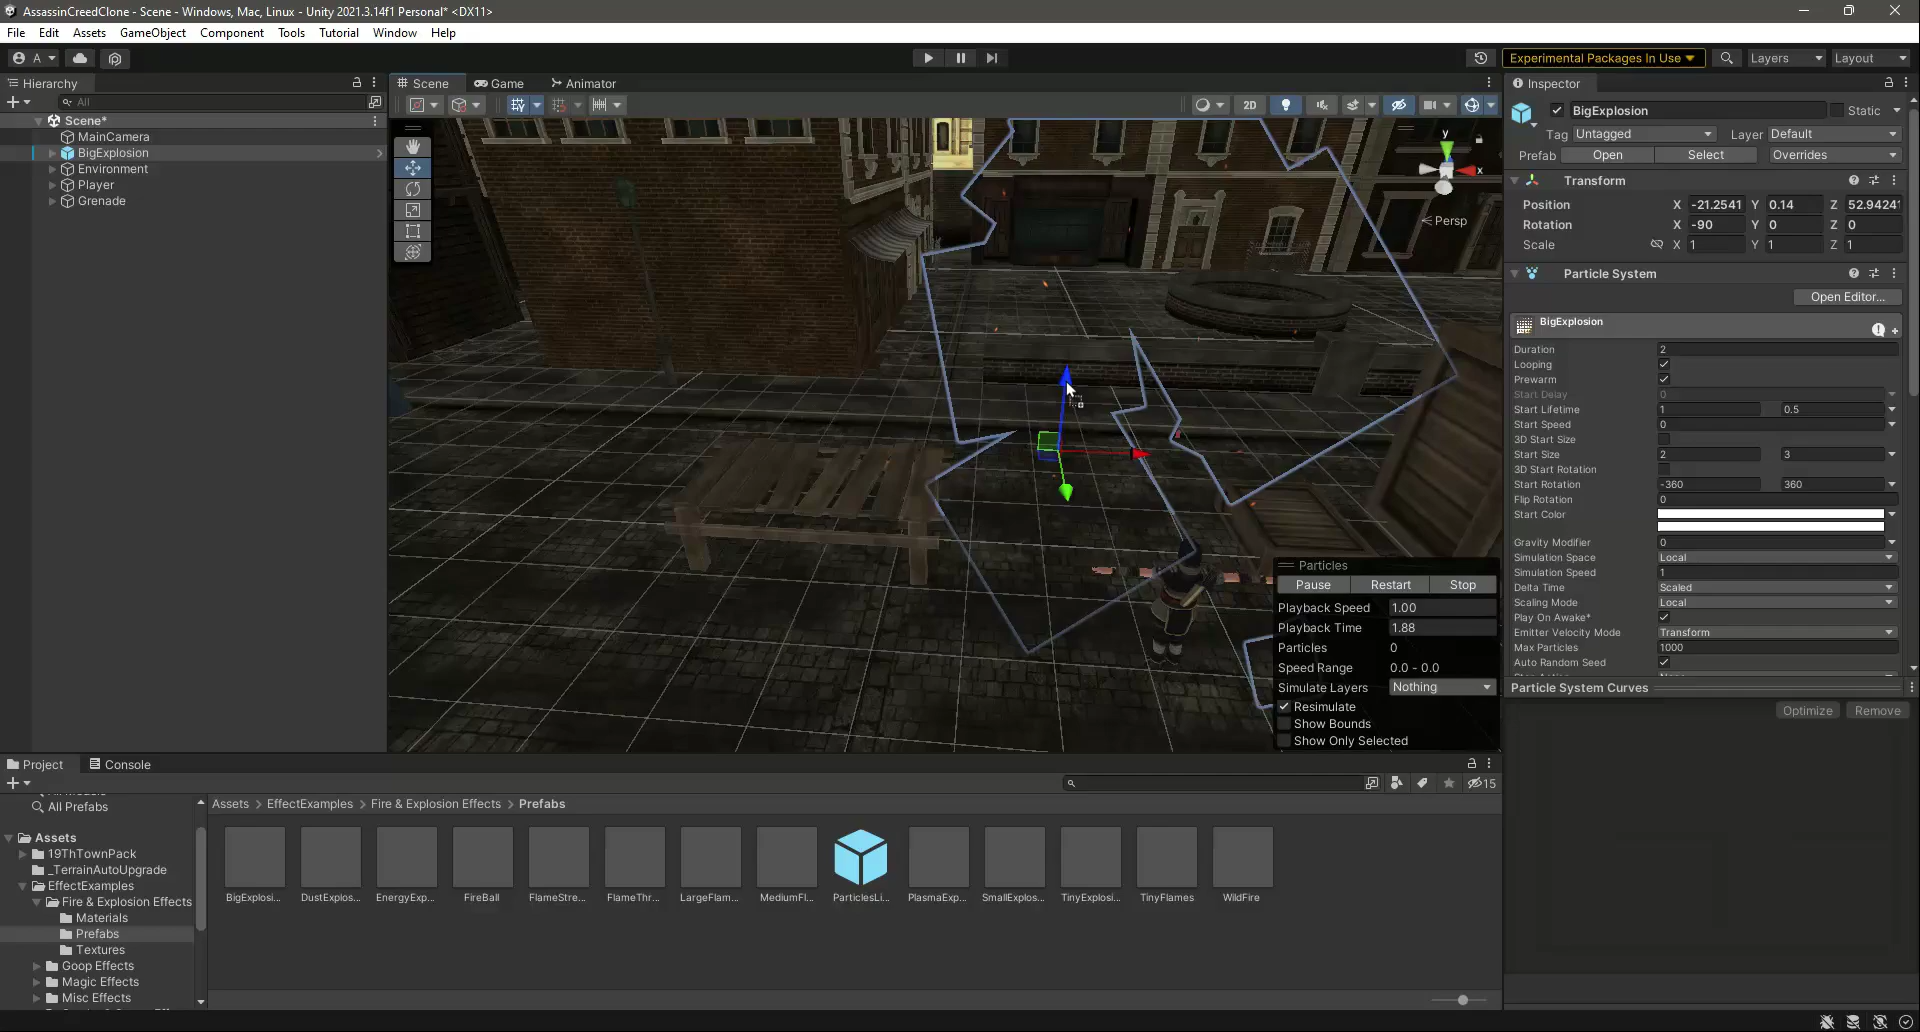 AssassinCreedClone - Scene - Windows, Mac, Linux - Unity 2021.3.14f1 Personal* <DX11>
File Edit Assets GameObject Component Tools Tutorial Window Help
A Experimental Packages In Use Layers Layout
Hierarchy
All
Scene*
MainCamera
BigExplosion
Environment
Player
Grenade
Scene Game Animator
2D
y
x
Persp
Particles
Pause Restart Stop
Playback Speed 1.00
Playback Time 1.88
Particles 0
Speed Range 0.0 - 0.0
Simulate Layers Nothing
Resimulate
Show Bounds
Show Only Selected
Inspector
BigExplosion Static
Tag Untagged Layer Default
Prefab Open Select Overrides
Transform
Position X -21.2541 Y 0.14 Z 52.94241
Rotation X -90 Y 0 Z 0
Scale X 1 Y 1 Z 1
Particle System
Open Editor...
BigExplosion
Duration 2
Looping
Prewarm
Start Delay 0
Start Lifetime 1 0.5
Start Speed 0
3D Start Size
Start Size 2 3
3D Start Rotation
Start Rotation -360 360
Flip Rotation 0
Start Color
Gravity Modifier 0
Simulation Space Local
Simulation Speed 1
Delta Time Scaled
Scaling Mode Local
Play On Awake*
Emitter Velocity Mode Transform
Max Particles 1000
Auto Random Seed
Particle System Curves
Optimize Remove
Project Console
15
All Prefabs
Assets
19ThTownPack
_TerrainAutoUpgrade
EffectExamples
Fire & Explosion Effects
Materials
Prefabs
Textures
Goop Effects
Magic Effects
Misc Effects
Assets > EffectExamples > Fire & Explosion Effects > Prefabs
BigExplosi... DustExplos... EnergyExp... FireBall FlameStre... FlameThr... LargeFlam... MediumFl... ParticlesLi... PlasmaExp... SmallExplos... TinyExplosi... TinyFlames WildFire